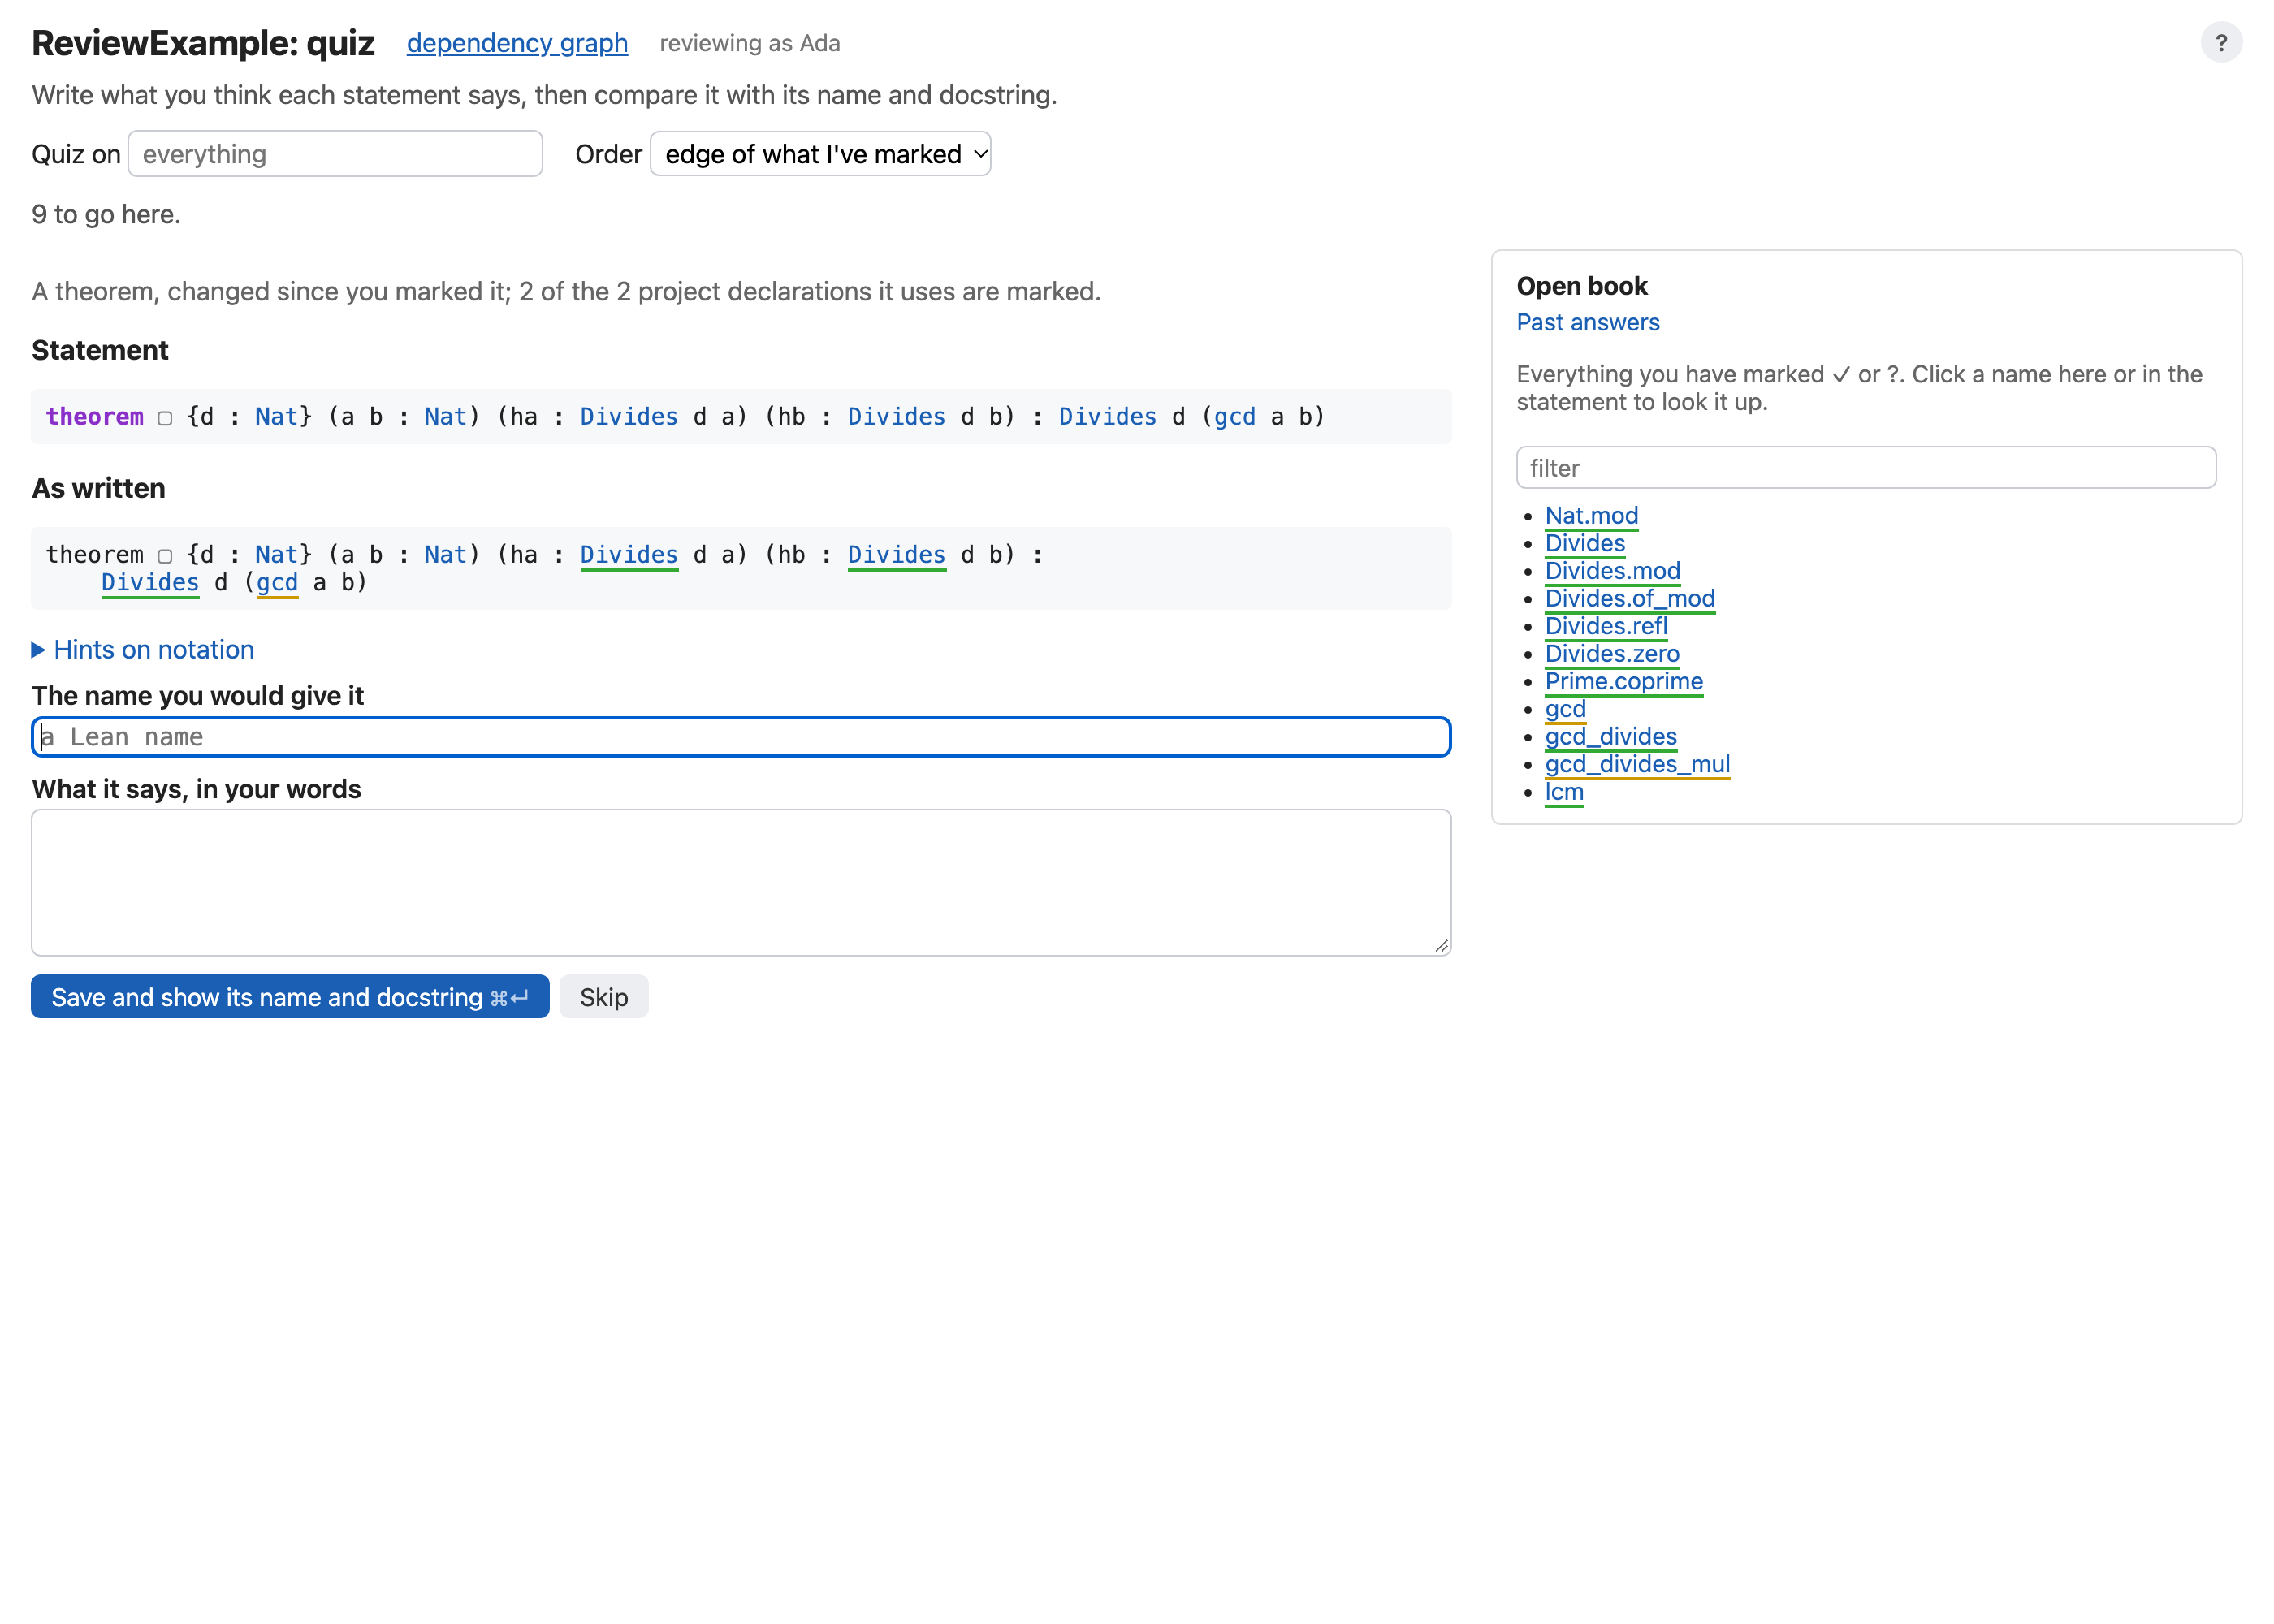 ReviewExample: quiz dependency graph reviewing as Ada ?
Write what you think each statement says, then compare it with its name and docstring.
Quiz on everything Order edge of what I've marked
9 to go here.
A theorem, changed since you marked it; 2 of the 2 project declarations it uses are marked.
Statement
theorem ▢ {d : Nat} (a b : Nat) (ha : Divides d a) (hb : Divides d b) : Divides d (gcd a b)
As written
theorem ▢ {d : Nat} (a b : Nat) (ha : Divides d a) (hb : Divides d b) :
Divides d (gcd a b)
▶ Hints on notation
The name you would give it
a Lean name
What it says, in your words
Save and show its name and docstring ⌘↵ Skip
Open book
Past answers
Everything you have marked ✓ or ?. Click a name here or in the
statement to look it up.
filter
• Nat.mod
• Divides
• Divides.mod
• Divides.of_mod
• Divides.refl
• Divides.zero
• Prime.coprime
• gcd
• gcd_divides
• gcd_divides_mul
• lcm